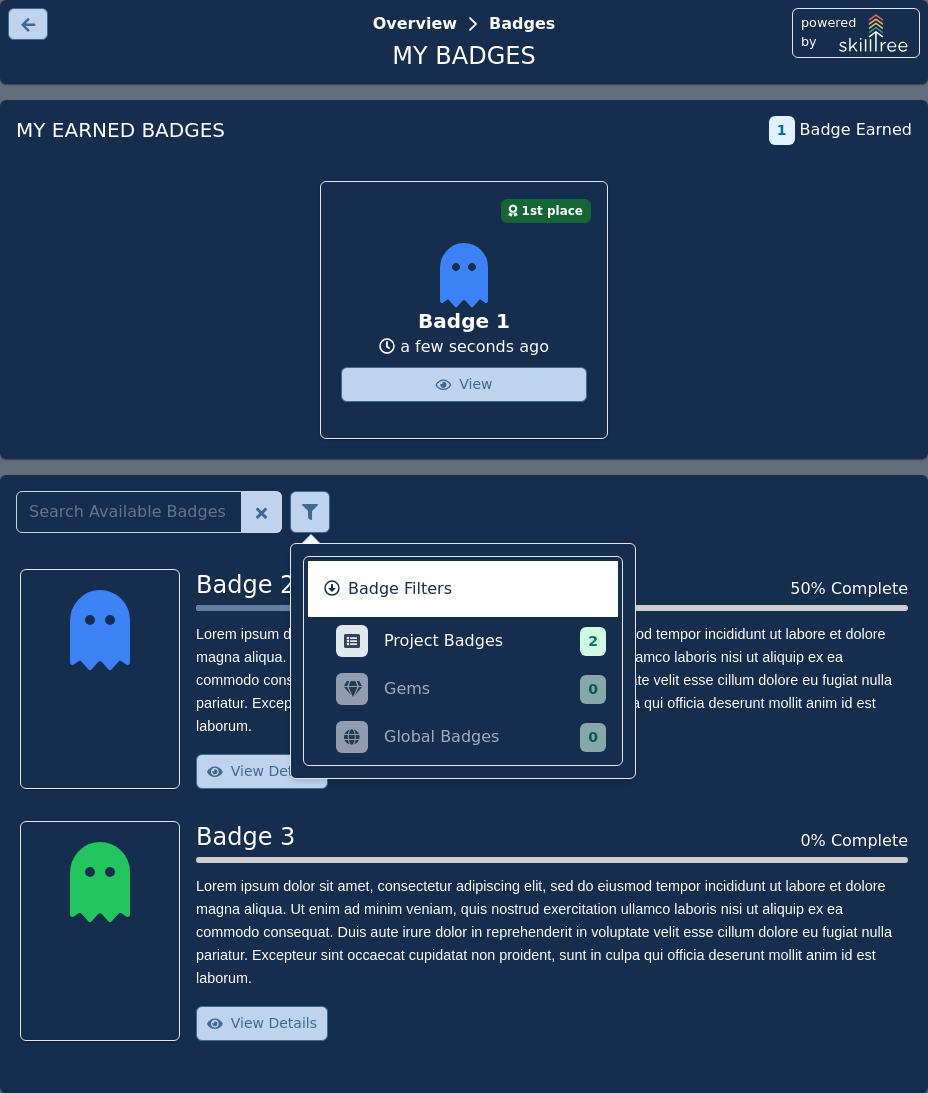 Overview > Badges
MY BADGES
powered
by skilltree
MY EARNED BADGES
1 Badge Earned
1st place
Badge 1
a few seconds ago
View
Search Available Badges
Badge Filters
Project Badges 2
Gems 0
Global Badges 0
Badge 2
50% Complete
Lorem ipsum d
od tempor incididunt ut labore et dolore
magna aliqua.
amco laboris nisi ut aliquip ex ea
commodo cons
te velit esse cillum dolore eu fugiat nulla
pariatur. Excep
a qui officia deserunt mollit anim id est
laborum.
View Det
Badge 3
0% Complete
Lorem ipsum dolor sit amet, consectetur adipiscing elit, sed do eiusmod tempor incididunt ut labore et dolore
magna aliqua. Ut enim ad minim veniam, quis nostrud exercitation ullamco laboris nisi ut aliquip ex ea
commodo consequat. Duis aute irure dolor in reprehenderit in voluptate velit esse cillum dolore eu fugiat nulla
pariatur. Excepteur sint occaecat cupidatat non proident, sunt in culpa qui officia deserunt mollit anim id est
laborum.
View Details